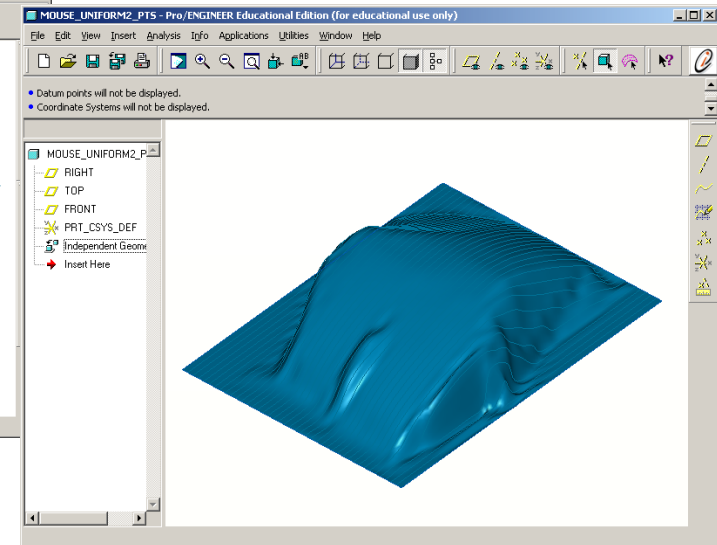 MOUSE_UNIFORM2_PTS - Pro/ENGINEER Educational Edition (for educational use only)
File Edit View Insert Analysis Info Applications Utilities Window Help
• Datum points will not be displayed.
• Coordinate Systems will not be displayed.
MOUSE_UNIFORM2_P
RIGHT
TOP
FRONT
PRT_CSYS_DEF
Independent Geome
Insert Here